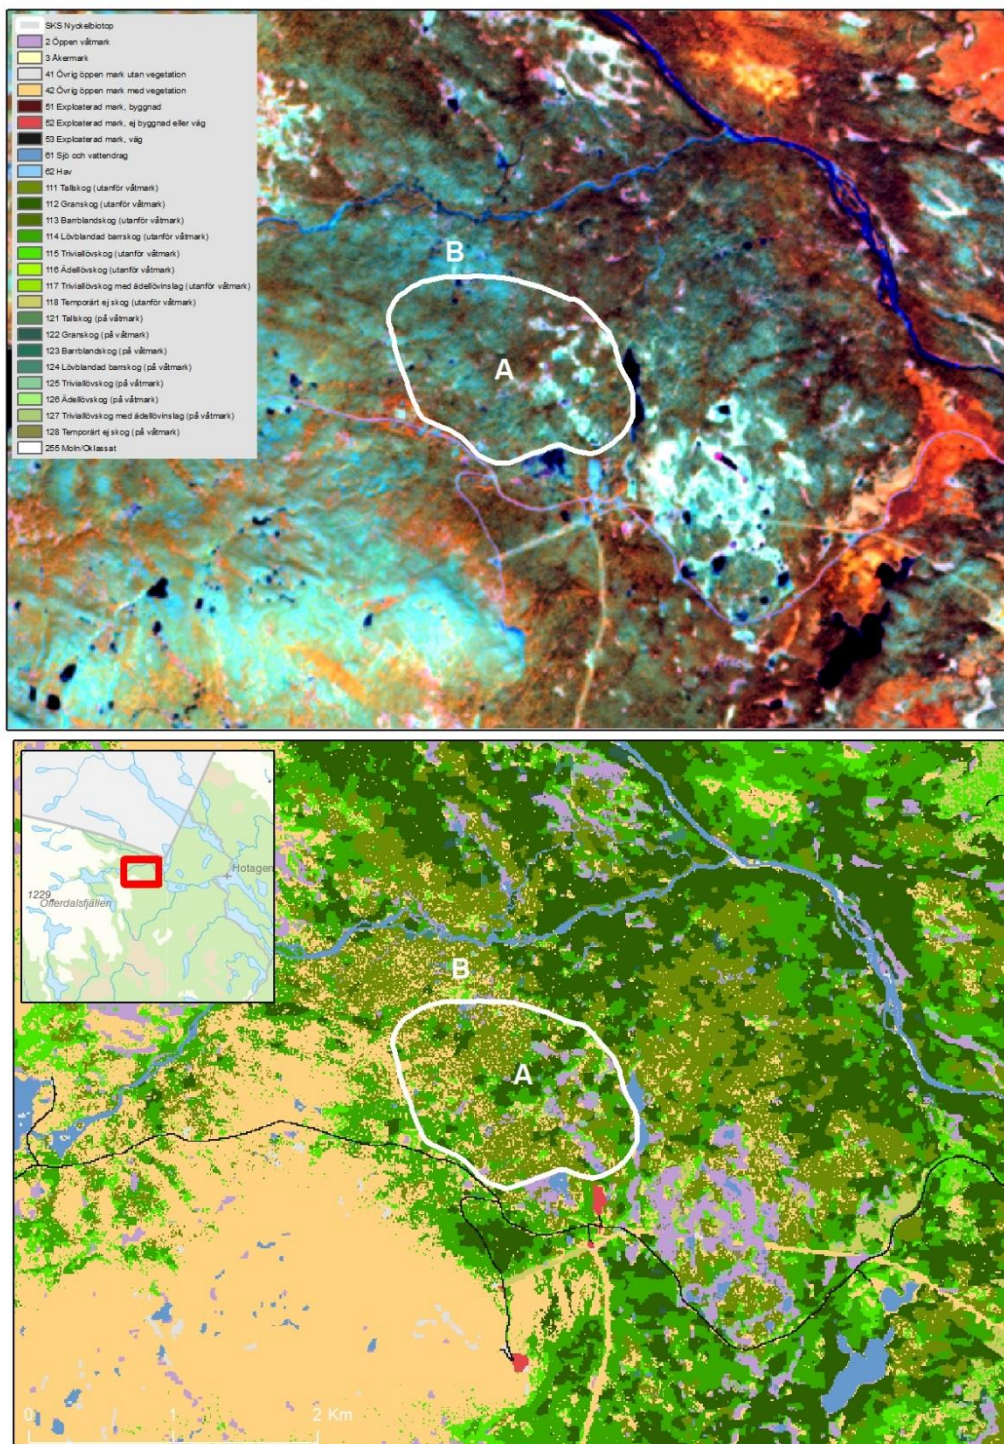 SKS Nyckelbiotop
2 Öppen våtmark
3 Åkermark
41 Övrig öppen mark utan vegetation
42 Övrig öppen mark med vegetation
51 Exploaterad mark, byggnad
52 Exploaterad mark, ej byggnad eller väg
53 Exploaterad mark, väg
61 Sjö och vattendrag
62 Hav
111 Tallskog (utanför våtmark)
112 Granskog (utanför våtmark)
113 Barrblandskog (utanför våtmark)
114 Lövblandad barrskog (utanför våtmark)
115 Triviallövskog (utanför våtmark)
116 Ädellövskog (utanför våtmark)
117 Triviallövskog med ädellövinslag (utanför våtmark)
118 Temporärt ej skog (utanför våtmark)
121 Tallskog (på våtmark)
122 Granskog (på våtmark)
123 Barrblandskog (på våtmark)
124 Lövblandad barrskog (på våtmark)
125 Triviallövskog (på våtmark)
126 Ädellövskog (på våtmark)
127 Triviallövskog med ädellövinslag (på våtmark)
128 Temporärt ej skog (på våtmark)
255 Moln/Oklassat
B
A
Hotagen
1229
Offerdalsfjällen
B
A
0 1 2 Km